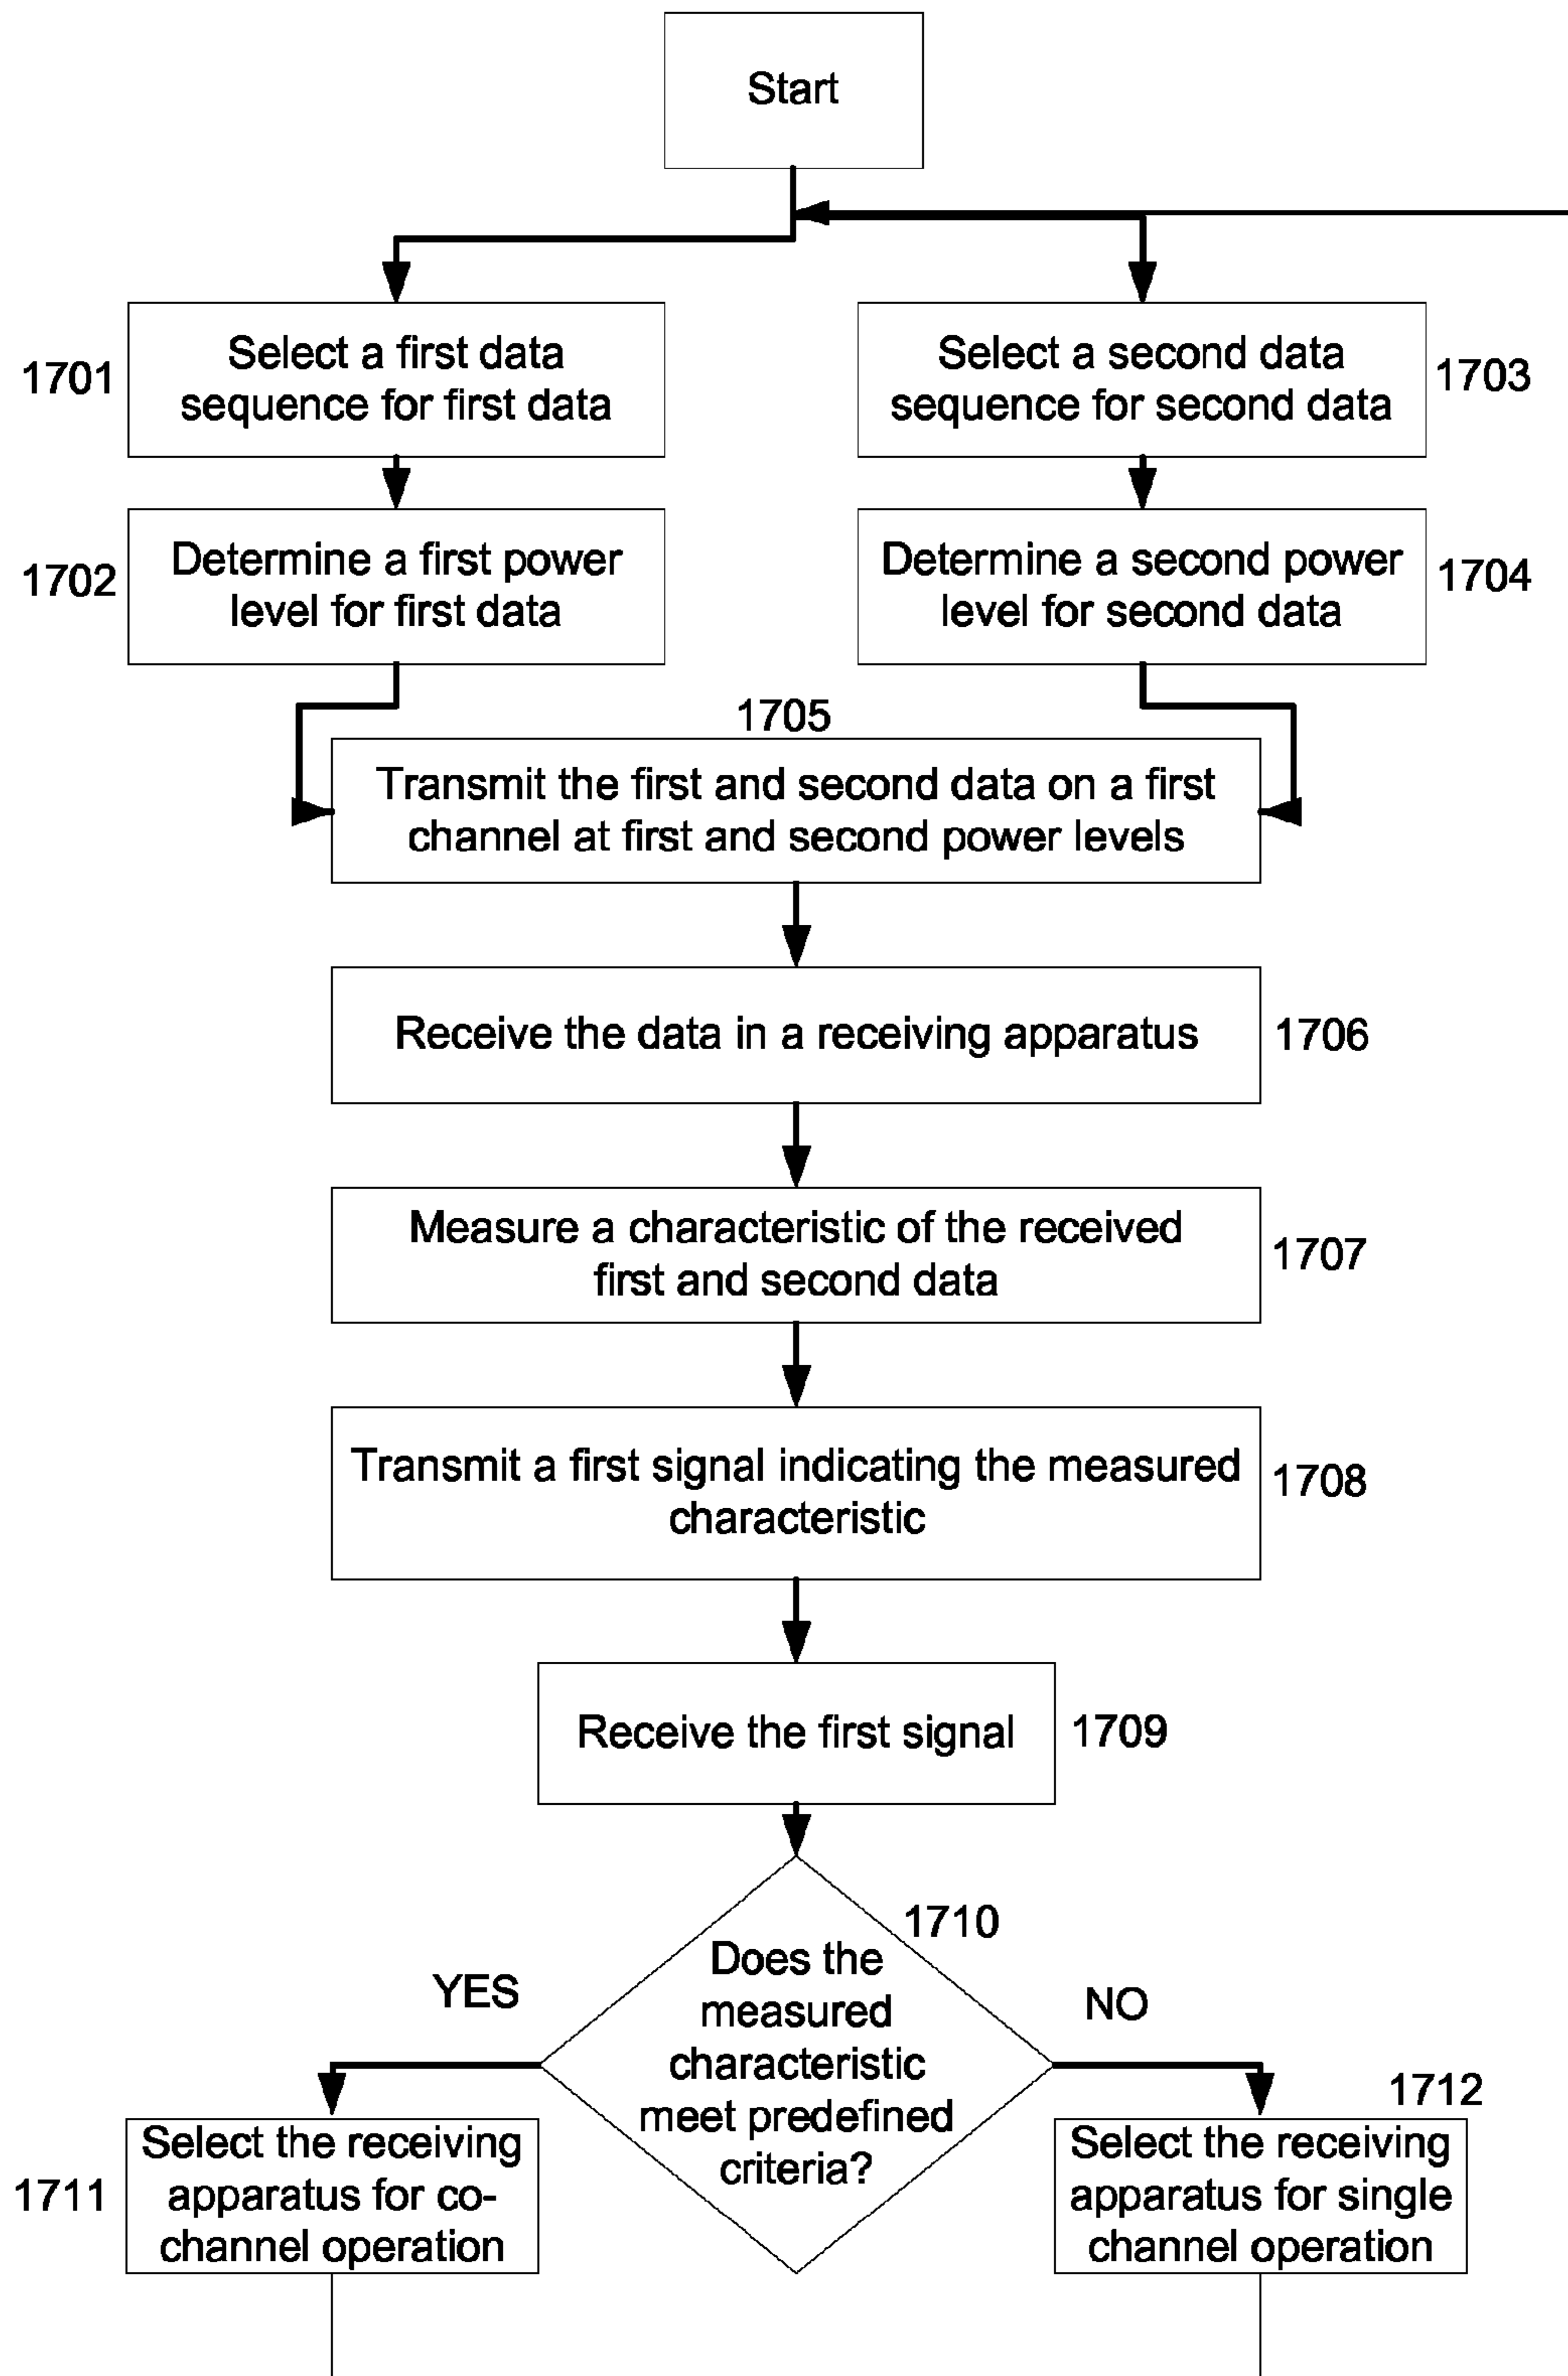 Start
1701
Select a first data
sequence for first data
Select a second data
sequence for second data
1703
1702
Determine a first power
level for first data
Determine a second power
level for second data
1704
1705
Transmit the first and second data on a first
channel at first and second power levels
Receive the data in a receiving apparatus
1706
Measure a characteristic of the received
first and second data
1707
Transmit a first signal indicating the measured
characteristic
1708
Receive the first signal
1709
1710
Does the
measured
characteristic
meet predefined
criteria?
YES
NO
1711
Select the receiving
apparatus for co-
channel operation
1712
Select the receiving
apparatus for single
channel operation